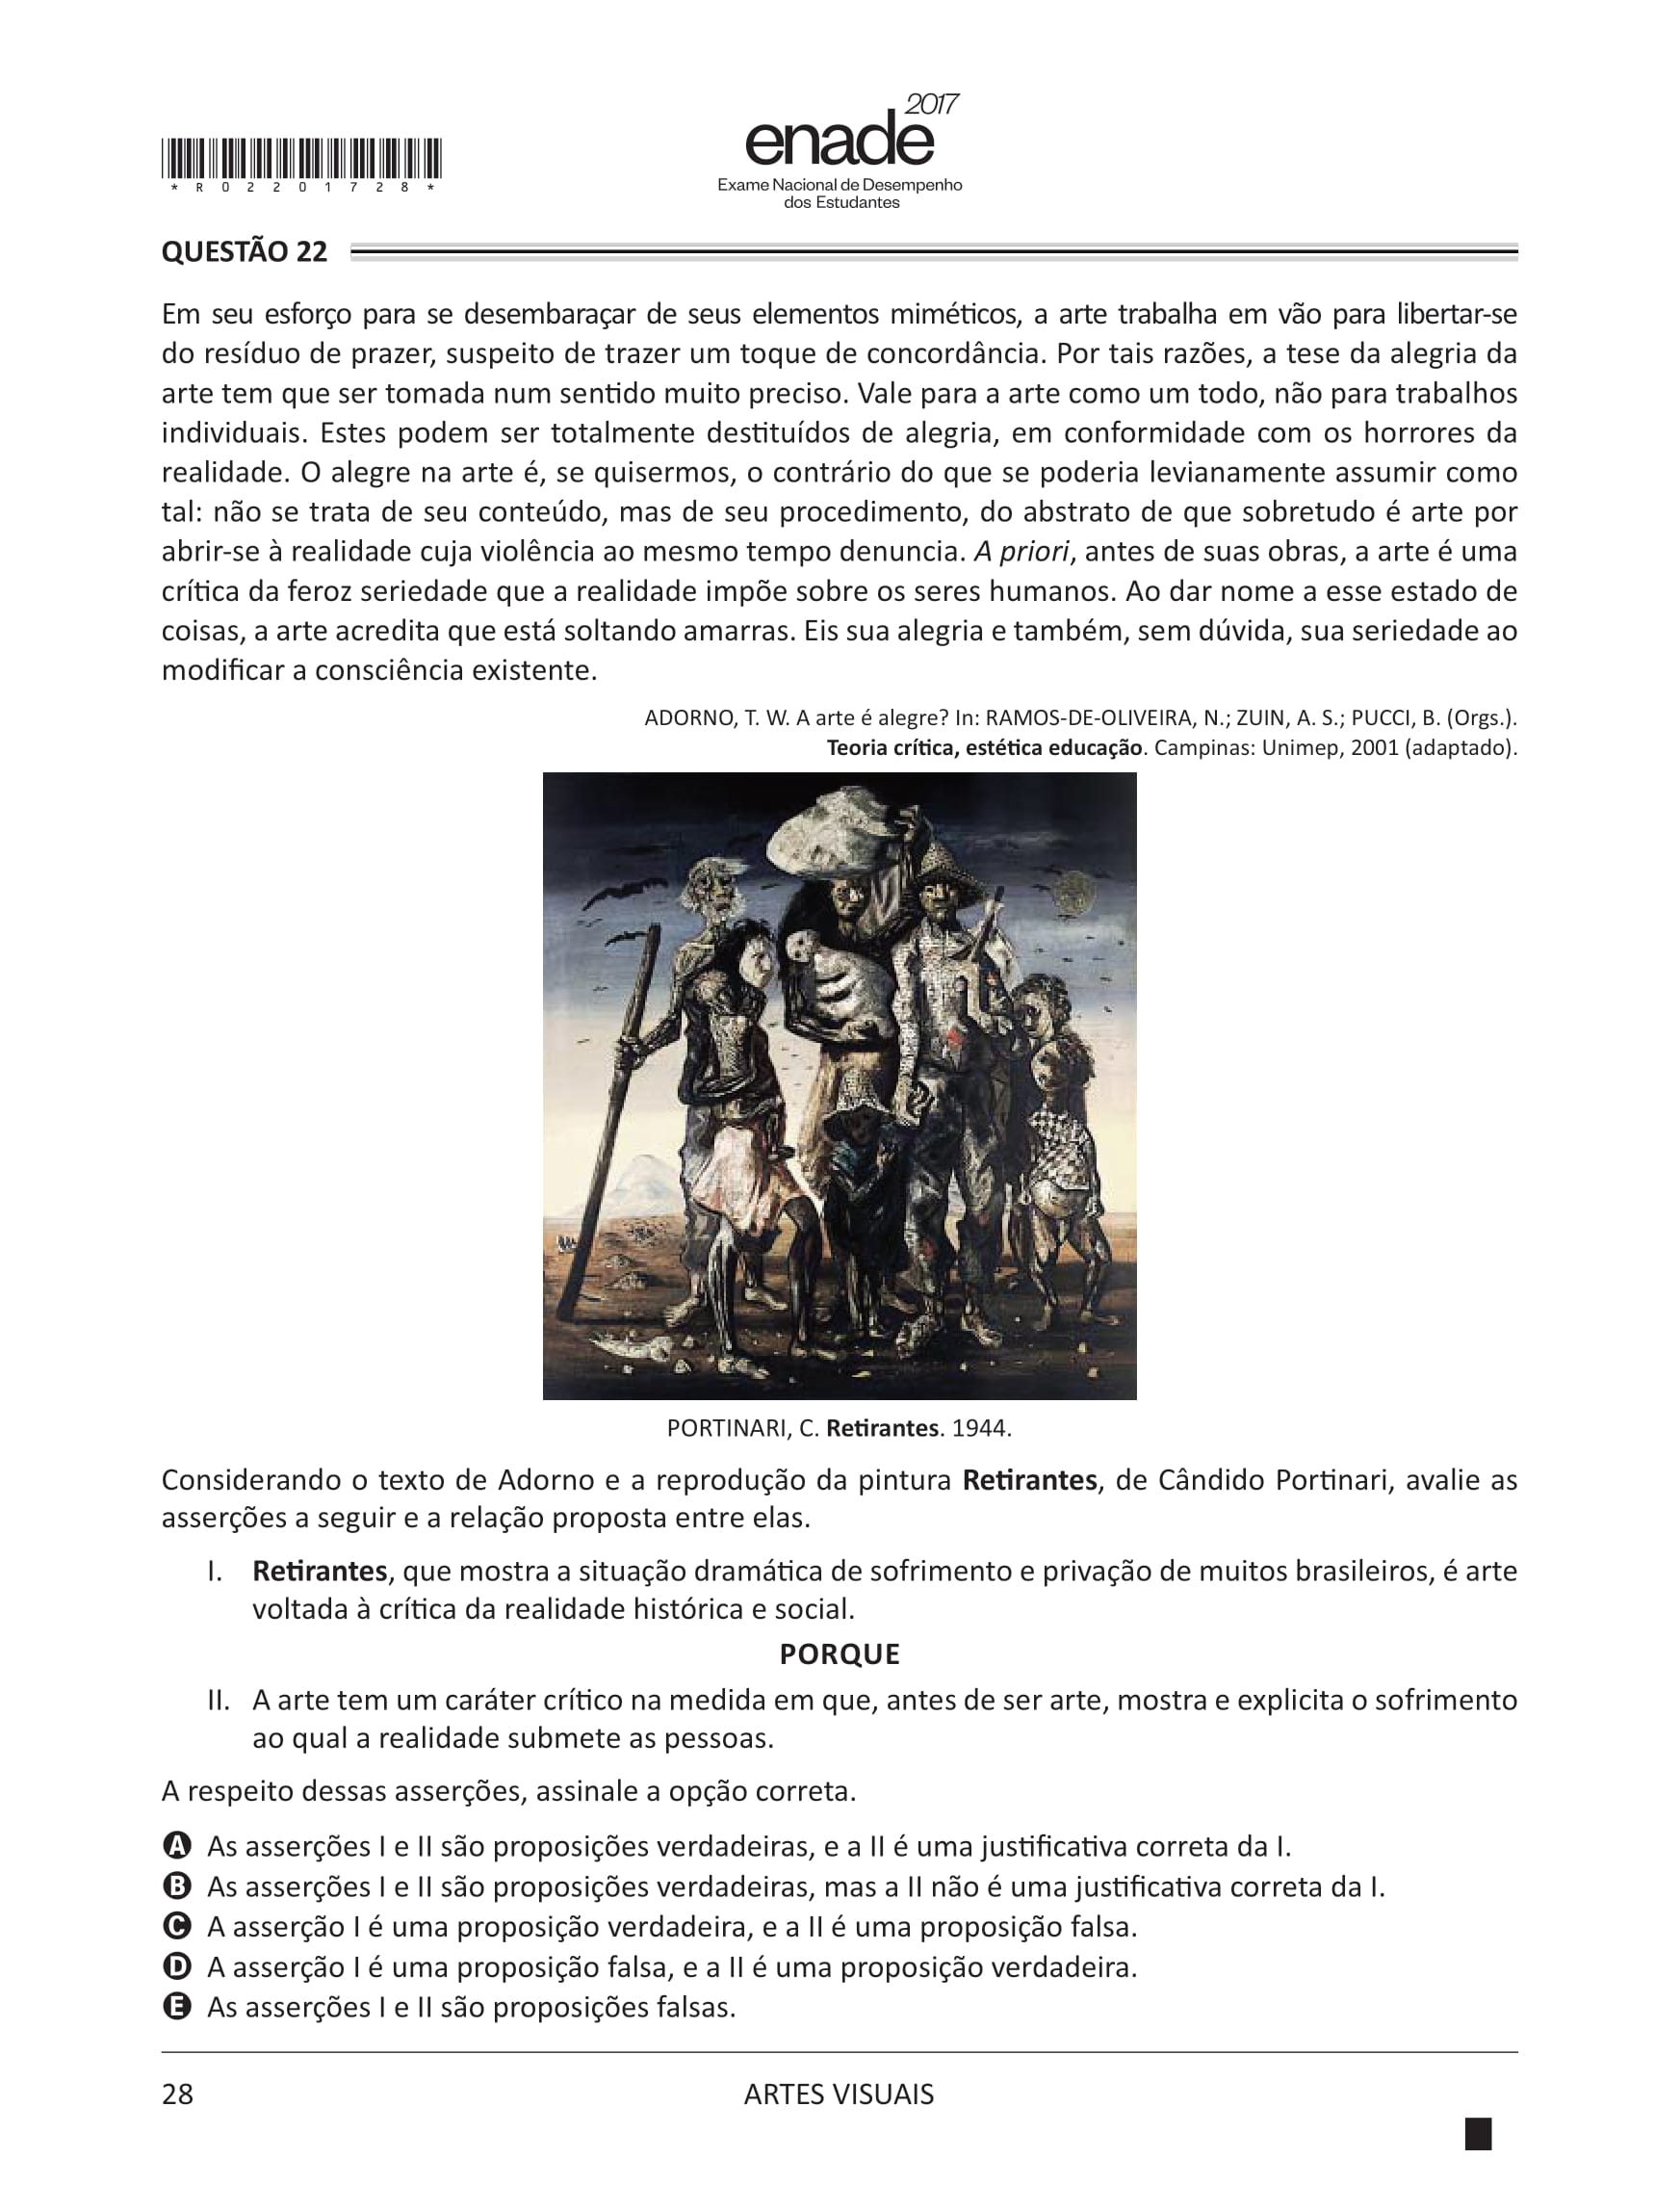 2017
enade
Exame Nacional de Desempenho
dos Estudantes
* R 0 2 2 0 1 7 2 8 *
QUESTÃO 22
Em seu esforço para se desembaraçar de seus elementos miméticos, a arte trabalha em vão para libertar-se
do resíduo de prazer, suspeito de trazer um toque de concordância. Por tais razões, a tese da alegria da
arte tem que ser tomada num sentido muito preciso. Vale para a arte como um todo, não para trabalhos
individuais. Estes podem ser totalmente destituídos de alegria, em conformidade com os horrores da
realidade. O alegre na arte é, se quisermos, o contrário do que se poderia levianamente assumir como
tal: não se trata de seu conteúdo, mas de seu procedimento, do abstrato de que sobretudo é arte por
abrir-se à realidade cuja violência ao mesmo tempo denuncia. A priori, antes de suas obras, a arte é uma
crítica da feroz seriedade que a realidade impõe sobre os seres humanos. Ao dar nome a esse estado de
coisas, a arte acredita que está soltando amarras. Eis sua alegria e também, sem dúvida, sua seriedade ao
modificar a consciência existente.
ADORNO, T. W. A arte é alegre? In: RAMOS-DE-OLIVEIRA, N.; ZUIN, A. S.; PUCCI, B. (Orgs.).
Teoria crítica, estética educação. Campinas: Unimep, 2001 (adaptado).
PORTINARI, C. Retirantes. 1944.
Considerando o texto de Adorno e a reprodução da pintura Retirantes, de Cândido Portinari, avalie as
asserções a seguir e a relação proposta entre elas.
I. Retirantes, que mostra a situação dramática de sofrimento e privação de muitos brasileiros, é arte
voltada à crítica da realidade histórica e social.
PORQUE
II. A arte tem um caráter crítico na medida em que, antes de ser arte, mostra e explicita o sofrimento
ao qual a realidade submete as pessoas.
A respeito dessas asserções, assinale a opção correta.
A As asserções I e II são proposições verdadeiras, e a II é uma justificativa correta da I.
B As asserções I e II são proposições verdadeiras, mas a II não é uma justificativa correta da I.
C A asserção I é uma proposição verdadeira, e a II é uma proposição falsa.
D A asserção I é uma proposição falsa, e a II é uma proposição verdadeira.
E As asserções I e II são proposições falsas.
28
ARTES VISUAIS